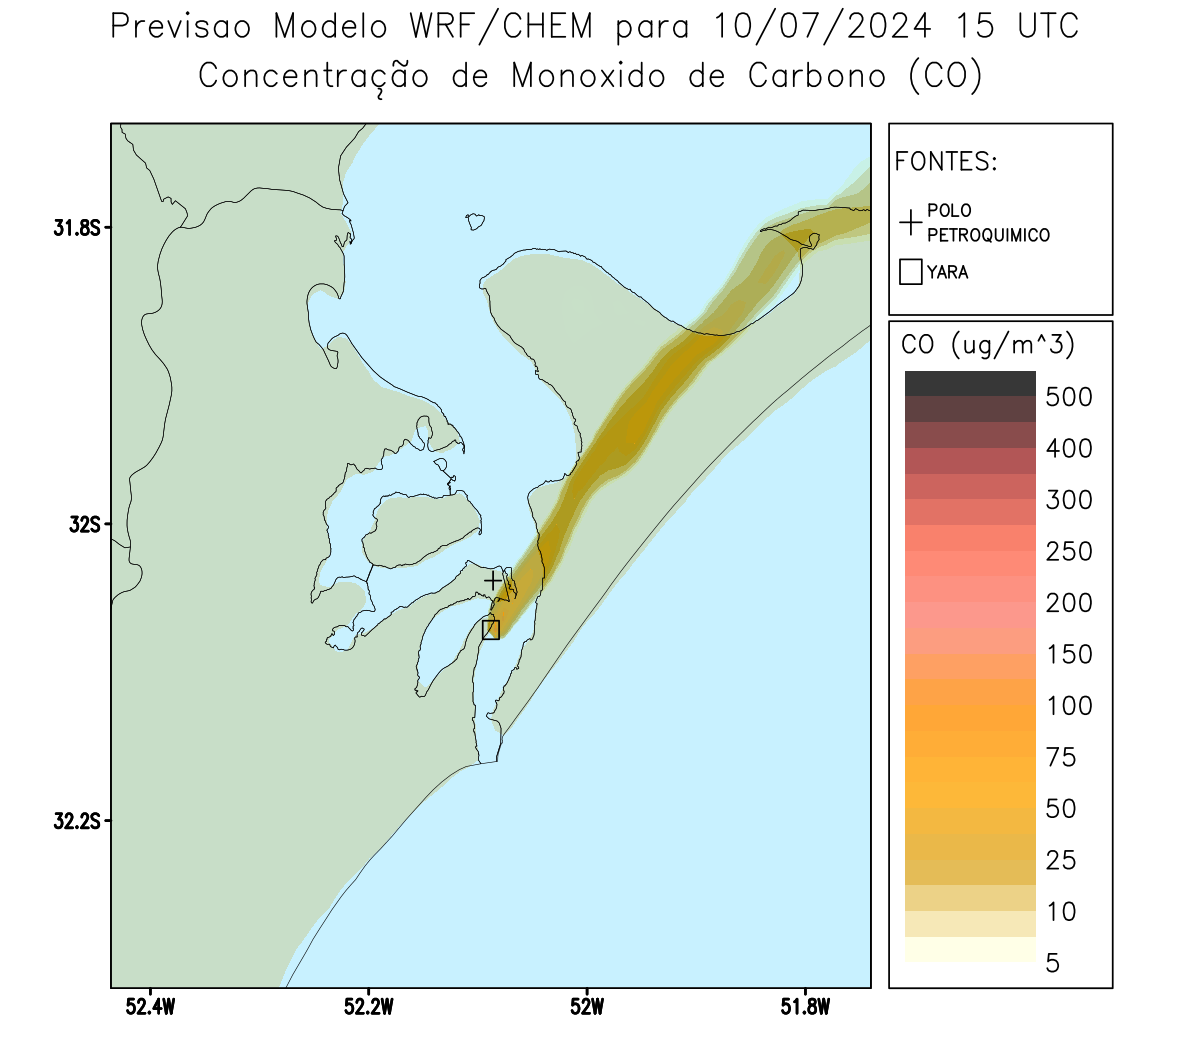 Previsao Modelo WRF/CHEM para 10/07/2024 15 UTC
Concentração de Monoxido de Carbono (CO)
FONTES:
POLO
PETROQUIMICO
YARA
CO (ug/m^3)
500
400
300
250
200
150
100
75
50
25
10
5
31.8S
32S
32.2S
52.4W
52.2W
52W
51.8W